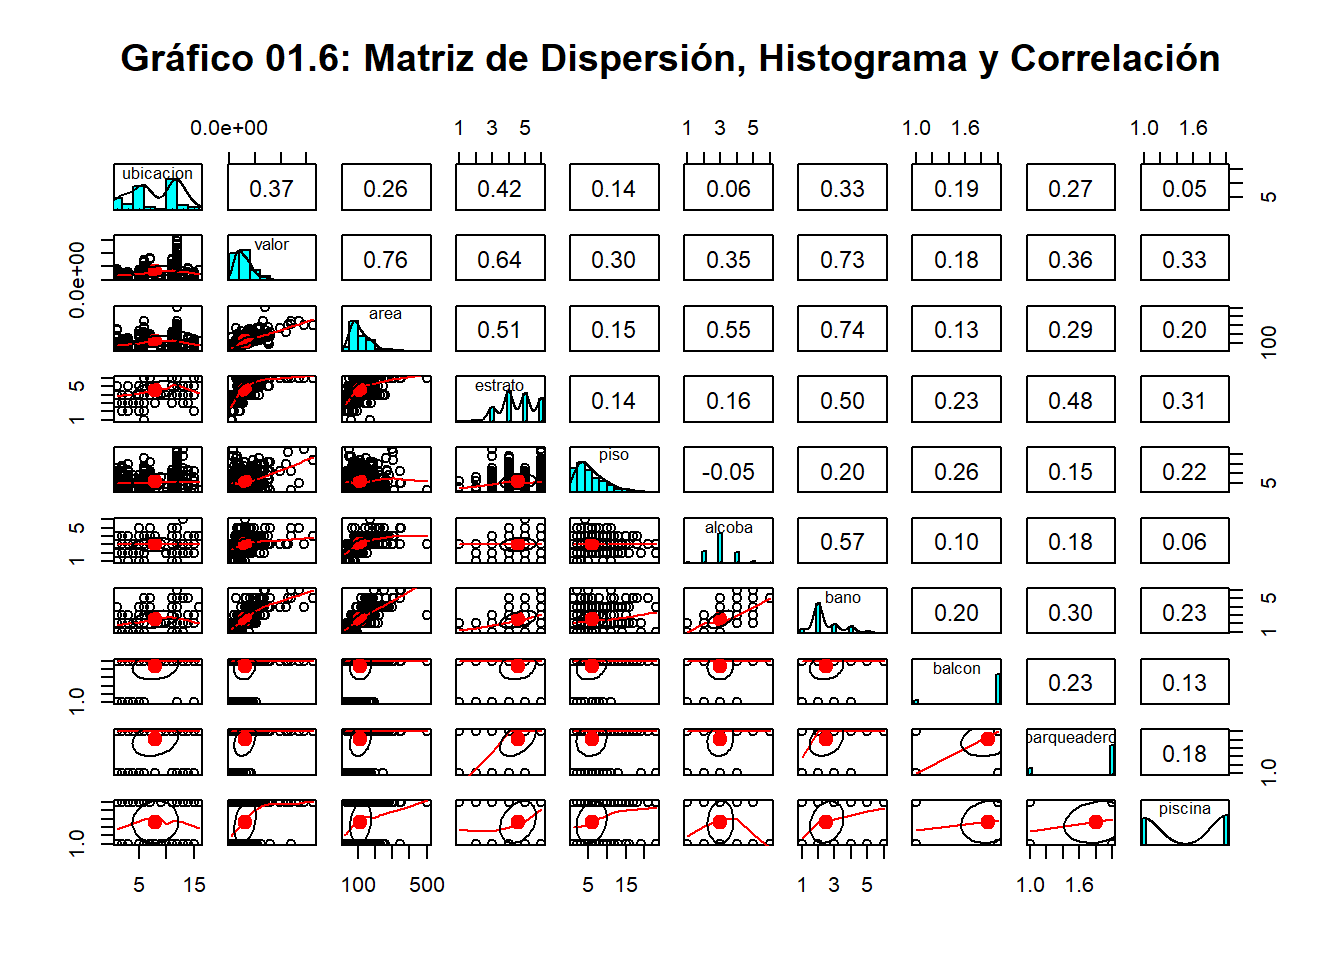 Gráfico 01.6: Matriz de Dispersión, Histograma y Correlación
0.0e+00 1 3 5 1 3 5 1.0 1.6 1.0 1.6
ubicacion 0.37 0.26 0.42 0.14 0.06 0.33 0.19 0.27 0.05 5
0.0e+00 valor 0.76 0.64 0.30 0.35 0.73 0.18 0.36 0.33
area 0.51 0.15 0.55 0.74 0.13 0.29 0.20 100
1 5 estrato 0.14 0.16 0.50 0.23 0.48 0.31
piso -0.05 0.20 0.26 0.15 0.22 5
1 5 alcoba 0.57 0.10 0.18 0.06
bano 0.20 0.30 0.23 1 5
1.0 balcon 0.23 0.13
parqueadero 0.18 1.0
1.0 piscina
5 15 100 500 5 15 1 3 5 1.0 1.6